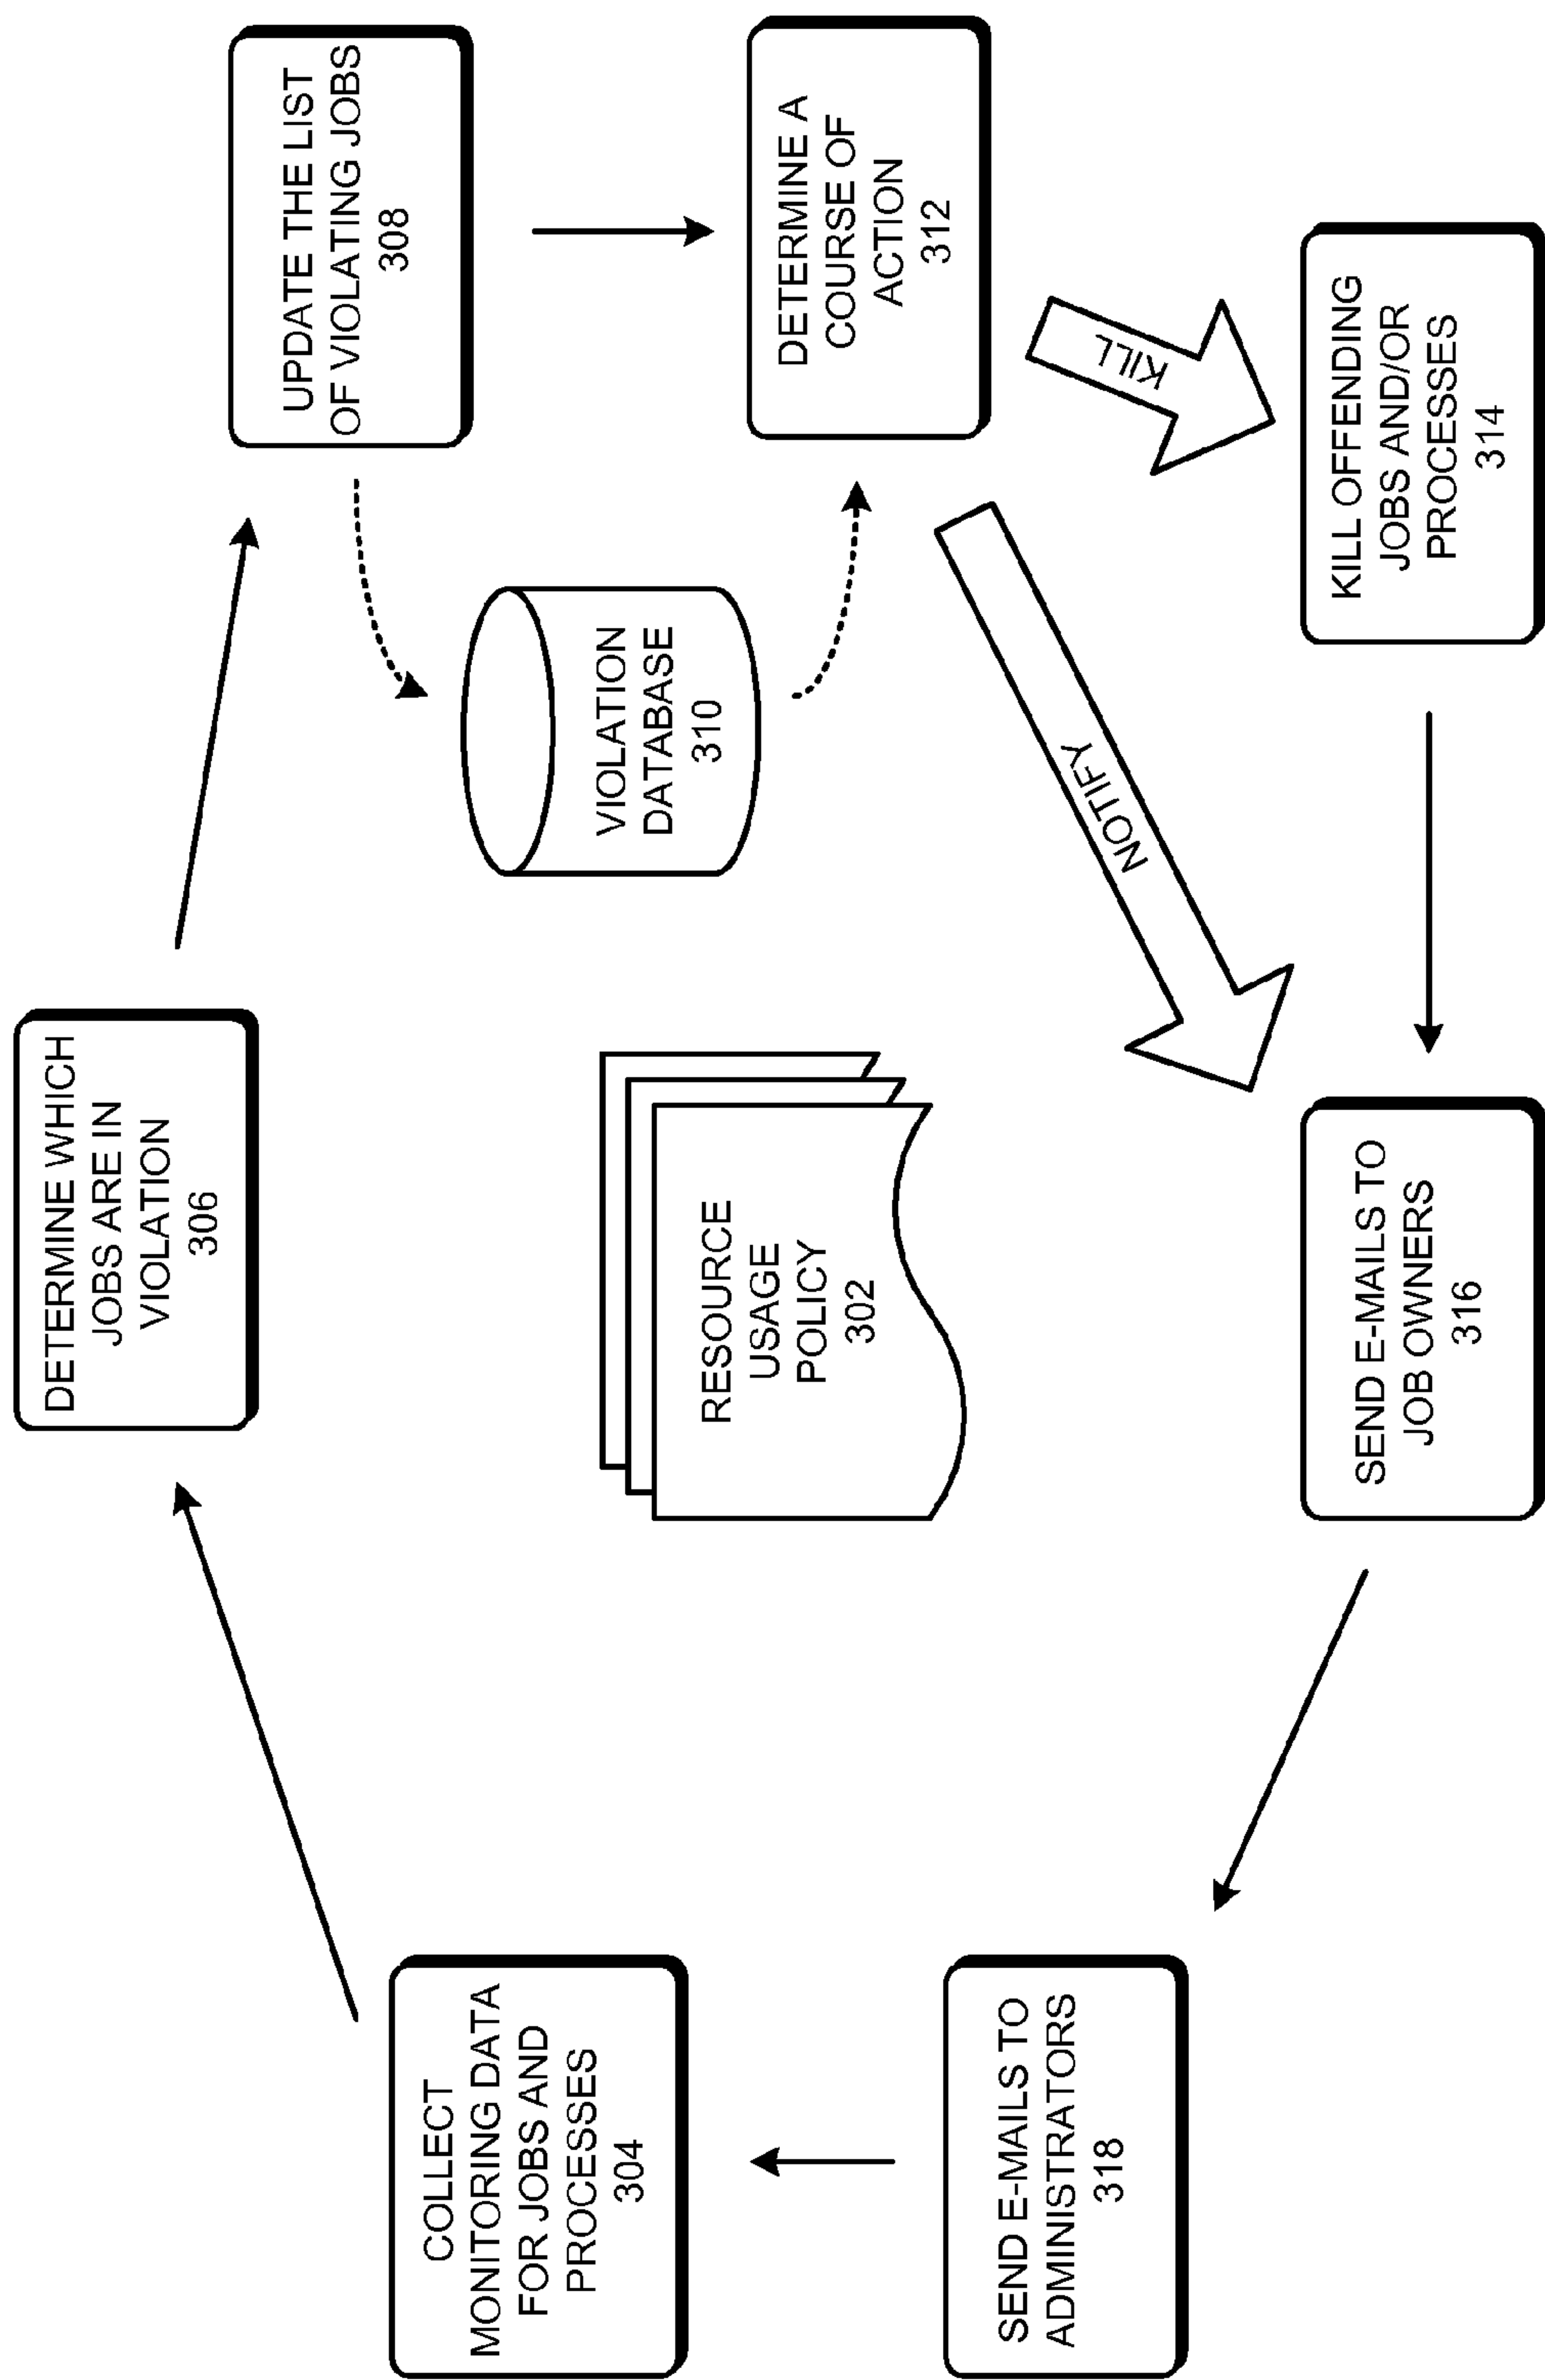 DETERMINE WHICH
JOBS ARE IN
VIOLATION
306
UPDATE THE LIST
OF VIOLATING JOBS
308
COLLECT
MONITORING DATA
FOR JOBS AND
PROCESSES
304
VIOLATION
DATABASE
310
RESOURCE
USAGE
POLICY
302
DETERMINE A
COURSE OF
ACTION
312
NOTIFY
KILL
SEND E-MAILS TO
ADMINISTRATORS
318
SEND E-MAILS TO
JOB OWNERS
316
KILL OFFENDING
JOBS AND/OR
PROCESSES
314